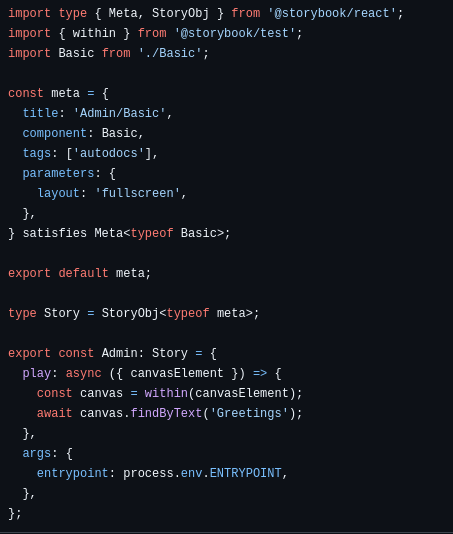 import type { Meta, StoryObj } from '@storybook/react';
import { within } from '@storybook/test';
import Basic from './Basic';

const meta = {
  title: 'Admin/Basic',
  component: Basic,
  tags: ['autodocs'],
  parameters: {
    layout: 'fullscreen',
  },
} satisfies Meta<typeof Basic>;

export default meta;

type Story = StoryObj<typeof meta>;

export const Admin: Story = {
  play: async ({ canvasElement }) => {
    const canvas = within(canvasElement);
    await canvas.findByText('Greetings');
  },
  args: {
    entrypoint: process.env.ENTRYPOINT,
  },
};